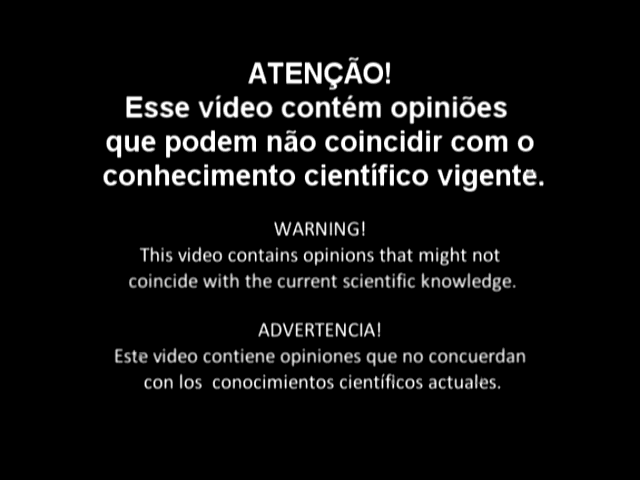 ATENÇÃO!
Esse vídeo contém opiniões
que podem não coincidir com o
conhecimento científico vigente.
WARNING!
This video contains opinions that might not
coincide with the current scientific knowledge.
ADVERTENCIA!
Este video contiene opiniones que no concuerdan
con los conocimientos científicos actuales.